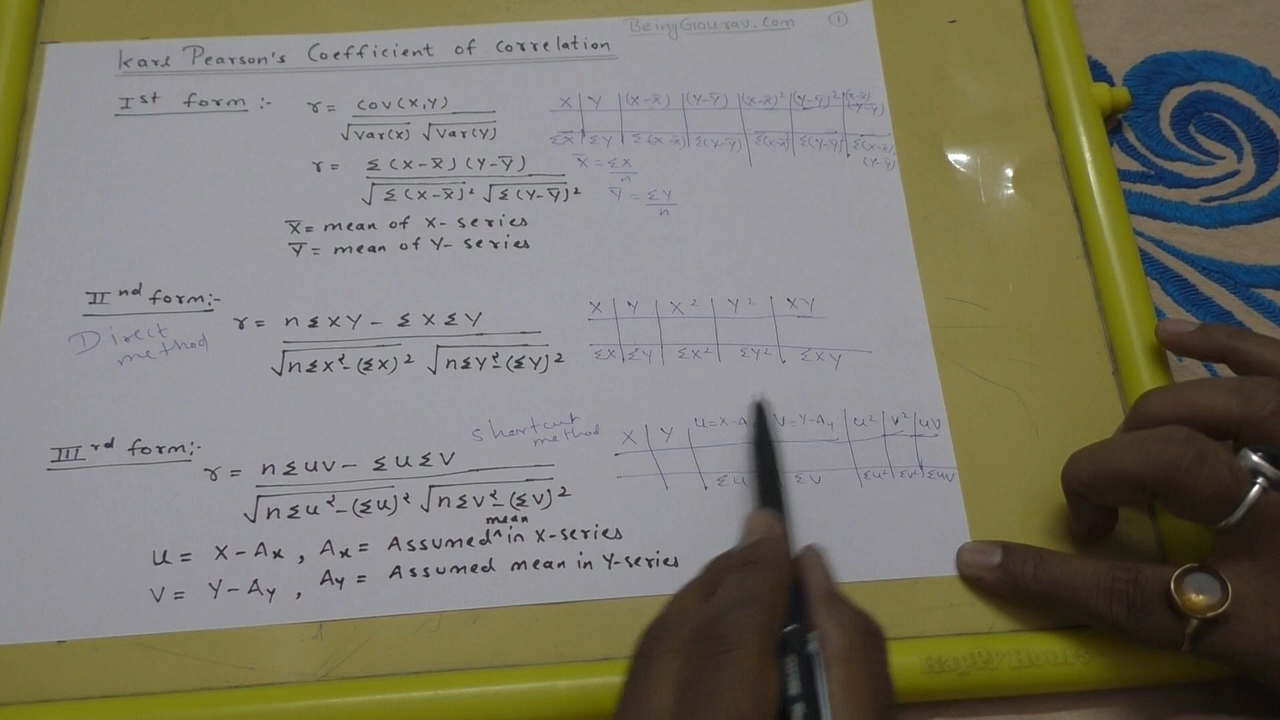 BeingGourav.com ①
Karl Pearson's Coefficient of correlation
Ist form :- r = cov(X,Y) / √Var(X) √Var(Y)
r = Σ(X-X̄)(Y-Ȳ) / √Σ(X-X̄)² √Σ(Y-Ȳ)²
X̄ = mean of X-series
Ȳ = mean of Y-series
X | Y | (X-X̄) | (Y-Ȳ) | (X-X̄)² | (Y-Ȳ)² | (X-X̄)(Y-Ȳ)
ΣX | ΣY | Σ(X-X̄) | Σ(Y-Ȳ) | Σ(X-X̄)² | Σ(Y-Ȳ)² | Σ(X-X̄)(Y-Ȳ)
X̄ = ΣX/n
Ȳ = ΣY/n
IInd form:-
Direct method
r = nΣXY - ΣXΣY / √nΣX²-(ΣX)² √nΣY²-(ΣY)²
X | Y | X² | Y² | XY
ΣX | ΣY | ΣX² | ΣY² | ΣXY
IIIrd form:-
shortcut method
r = nΣUV - ΣUΣV / √nΣU²-(ΣU)² √nΣV²-(ΣV)²
U = X-Ax , Ax = Assumed mean in X-series
V = Y-Ay , Ay = Assumed mean in Y-series
X | Y | U=X-A | V=Y-Ay | U² | V² | UV
ΣU | ΣV | ΣU² | ΣV² | ΣUV
Happy Hours